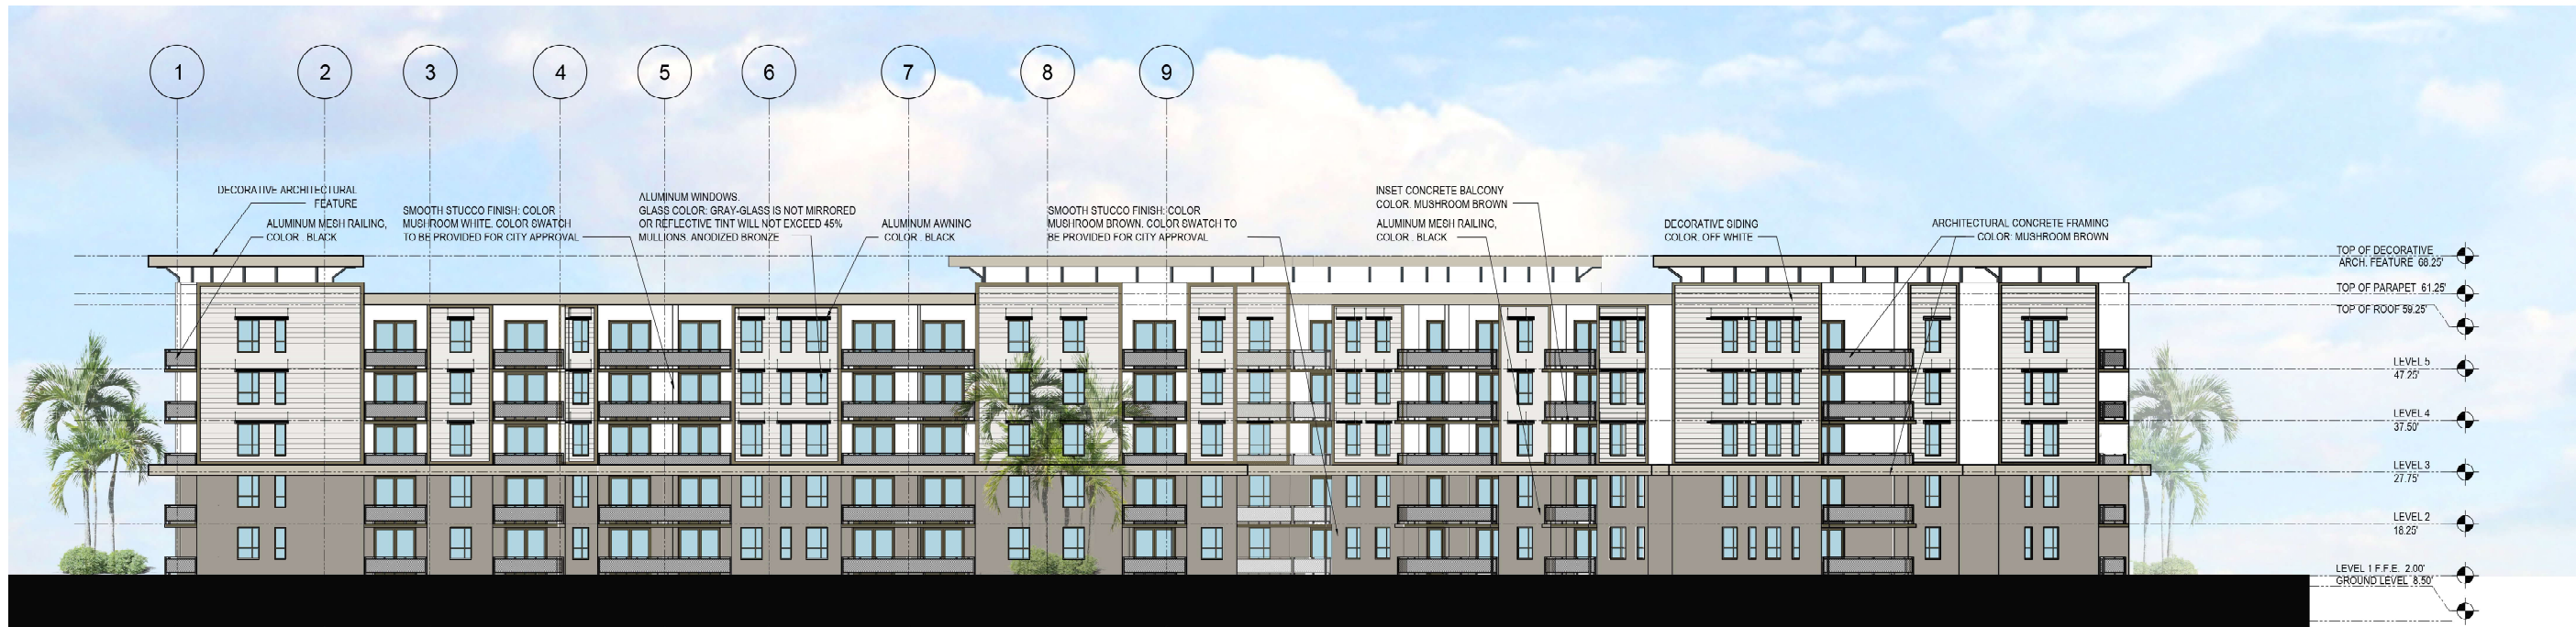 1
2
3
4
5
6
7
8
9
DECORATIVE ARCHITECTURAL
FEATURE
ALUMINUM MESH RAILING,
COLOR . BLACK
SMOOTH STUCCO FINISH: COLOR
MUSHROOM WHITE. COLOR SWATCH
TO BE PROVIDED FOR CITY APPROVAL
ALUMINUM WINDOWS.
GLASS COLOR: GRAY-GLASS IS NOT MIRRORED
OR REFLECTIVE TINT WILL NOT EXCEED 45%
MULLIONS. ANODIZED BRONZE
ALUMINUM AWNING
COLOR . BLACK
SMOOTH STUCCO FINISH: COLOR
MUSHROOM BROWN. COLOR SWATCH TO
BE PROVIDED FOR CITY APPROVAL
INSET CONCRETE BALCONY
COLOR. MUSHROOM BROWN
ALUMINUM MESH RAILING,
COLOR . BLACK
DECORATIVE SIDING
COLOR. OFF WHITE
ARCHITECTURAL CONCRETE FRAMING
COLOR: MUSHROOM BROWN
TOP OF DECORATIVE
ARCH. FEATURE 68.25'
TOP OF PARAPET 61.25'
TOP OF ROOF 59.25'
LEVEL 5
47.25'
LEVEL 4
37.50'
LEVEL 3
27.75'
LEVEL 2
18.25'
LEVEL 1 F.F.E. 2.00'
GROUND LEVEL 8.50'